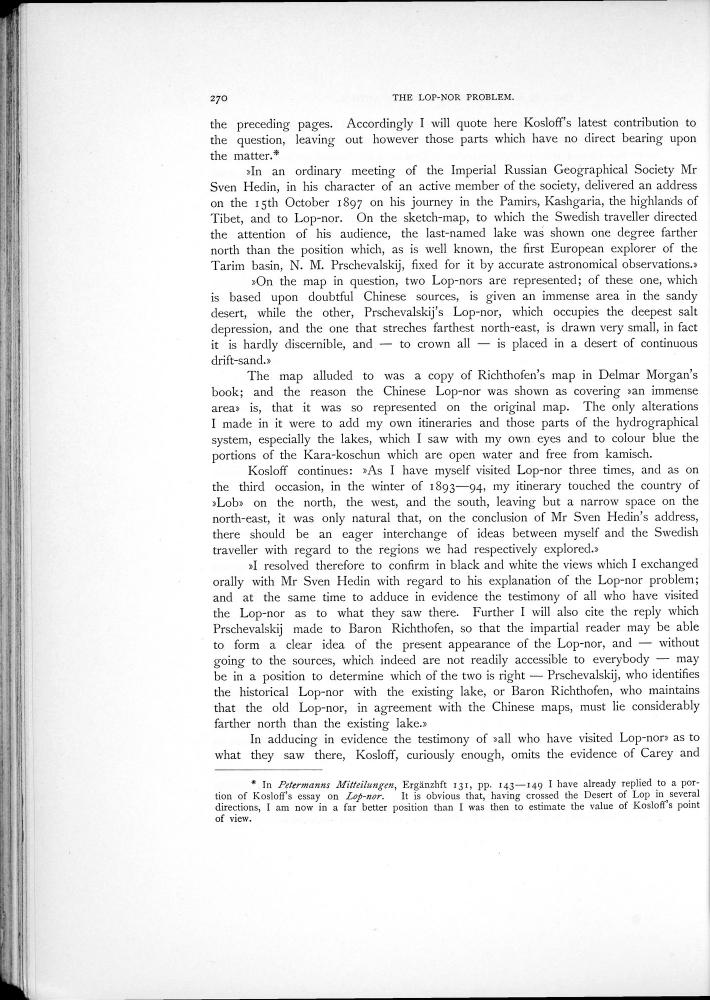 270
THE LOP-NOR PROBLEM.
the preceding pages. Accordingly I will quote here Kosloff's latest contribution to
the question, leaving out however those parts which have no direct bearing upon
the matter.*
»In an ordinary meeting of the Imperial Russian Geographical Society Mr
Sven Hedin, in his character of an active member of the society, delivered an address
on the 15th October 1897 on his journey in the Pamirs, Kashgaria, the highlands of
Tibet, and to Lop-nor. On the sketch-map, to which the Swedish traveller directed
the attention of his audience, the last-named lake was shown one degree farther
north than the position which, as is well known, the first European explorer of the
Tarim basin, N. M. Prschevalskij, fixed for it by accurate astronomical observations.»
»On the map in question, two Lop-nors are represented; of these one, which
is based upon doubtful Chinese sources, is given an immense area in the sandy
desert, while the other, Prschevalskij's Lop-nor, which occupies the deepest salt
depression, and the one that streches farthest north-east, is drawn very small, in fact
it is hardly discernible, and — to crown all — is placed in a desert of continuous
drift-sand.»
The map alluded to was a copy of Richthofen's map in Delmar Morgan's
book; and the reason the Chinese Lop-nor was shown as covering »an immense
area» is, that it was so represented on the original map. The only alterations
I made in it were to add my own itineraries and those parts of the hydrographical
system, especially the lakes, which I saw with my own eyes and to colour blue the
portions of the Kara-koschun which are open water and free from kamisch.
Kosloff continues: »As I have myself visited Lop-nor three times, and as on
the third occasion, in the winter of 1893—94, my itinerary touched the country of
»Lob» on the north, the west, and the south, leaving but a narrow space on the
north-east, it was only natural that, on the conclusion of Mr Sven Hedin's address,
there should be an eager interchange of ideas between myself and the Swedish
traveller with regard to the regions we had respectively explored.»
»I resolved therefore to confirm in black and white the views which I exchanged
orally with Mr Sven Hedin with regard to his explanation of the Lop-nor problem;
and at the same time to adduce in evidence the testimony of all who have visited
the Lop-nor as to what they saw there. Further I will also cite the reply which
Prschevalskij made to Baron Richthofen, so that the impartial reader may be able
to form a clear idea of the present appearance of the Lop-nor, and — without
going to the sources, which indeed are not readily accessible to everybody — may
be in a position to determine which of the two is right — Prschevalskij, who identifies
the historical Lop-nor with the existing lake, or Baron Richthofen, who maintains
that the old Lop-nor, in agreement with the Chinese maps, must lie considerably
farther north than the existing lake.»
In adducing in evidence the testimony of »all who have visited Lop-nor» as to
what they saw there, Kosloff, curiously enough, omits the evidence of Carey and
* In Petermanns Mitteilungen, Ergänzhft 131, pp. 143—149 I have already replied to a por-
tion of Kosloff's essay on Lop-nor. It is obvious that, having crossed the Desert of Lop in several
directions, I am now in a far better position than I was then to estimate the value of Kosloff's point
of view.